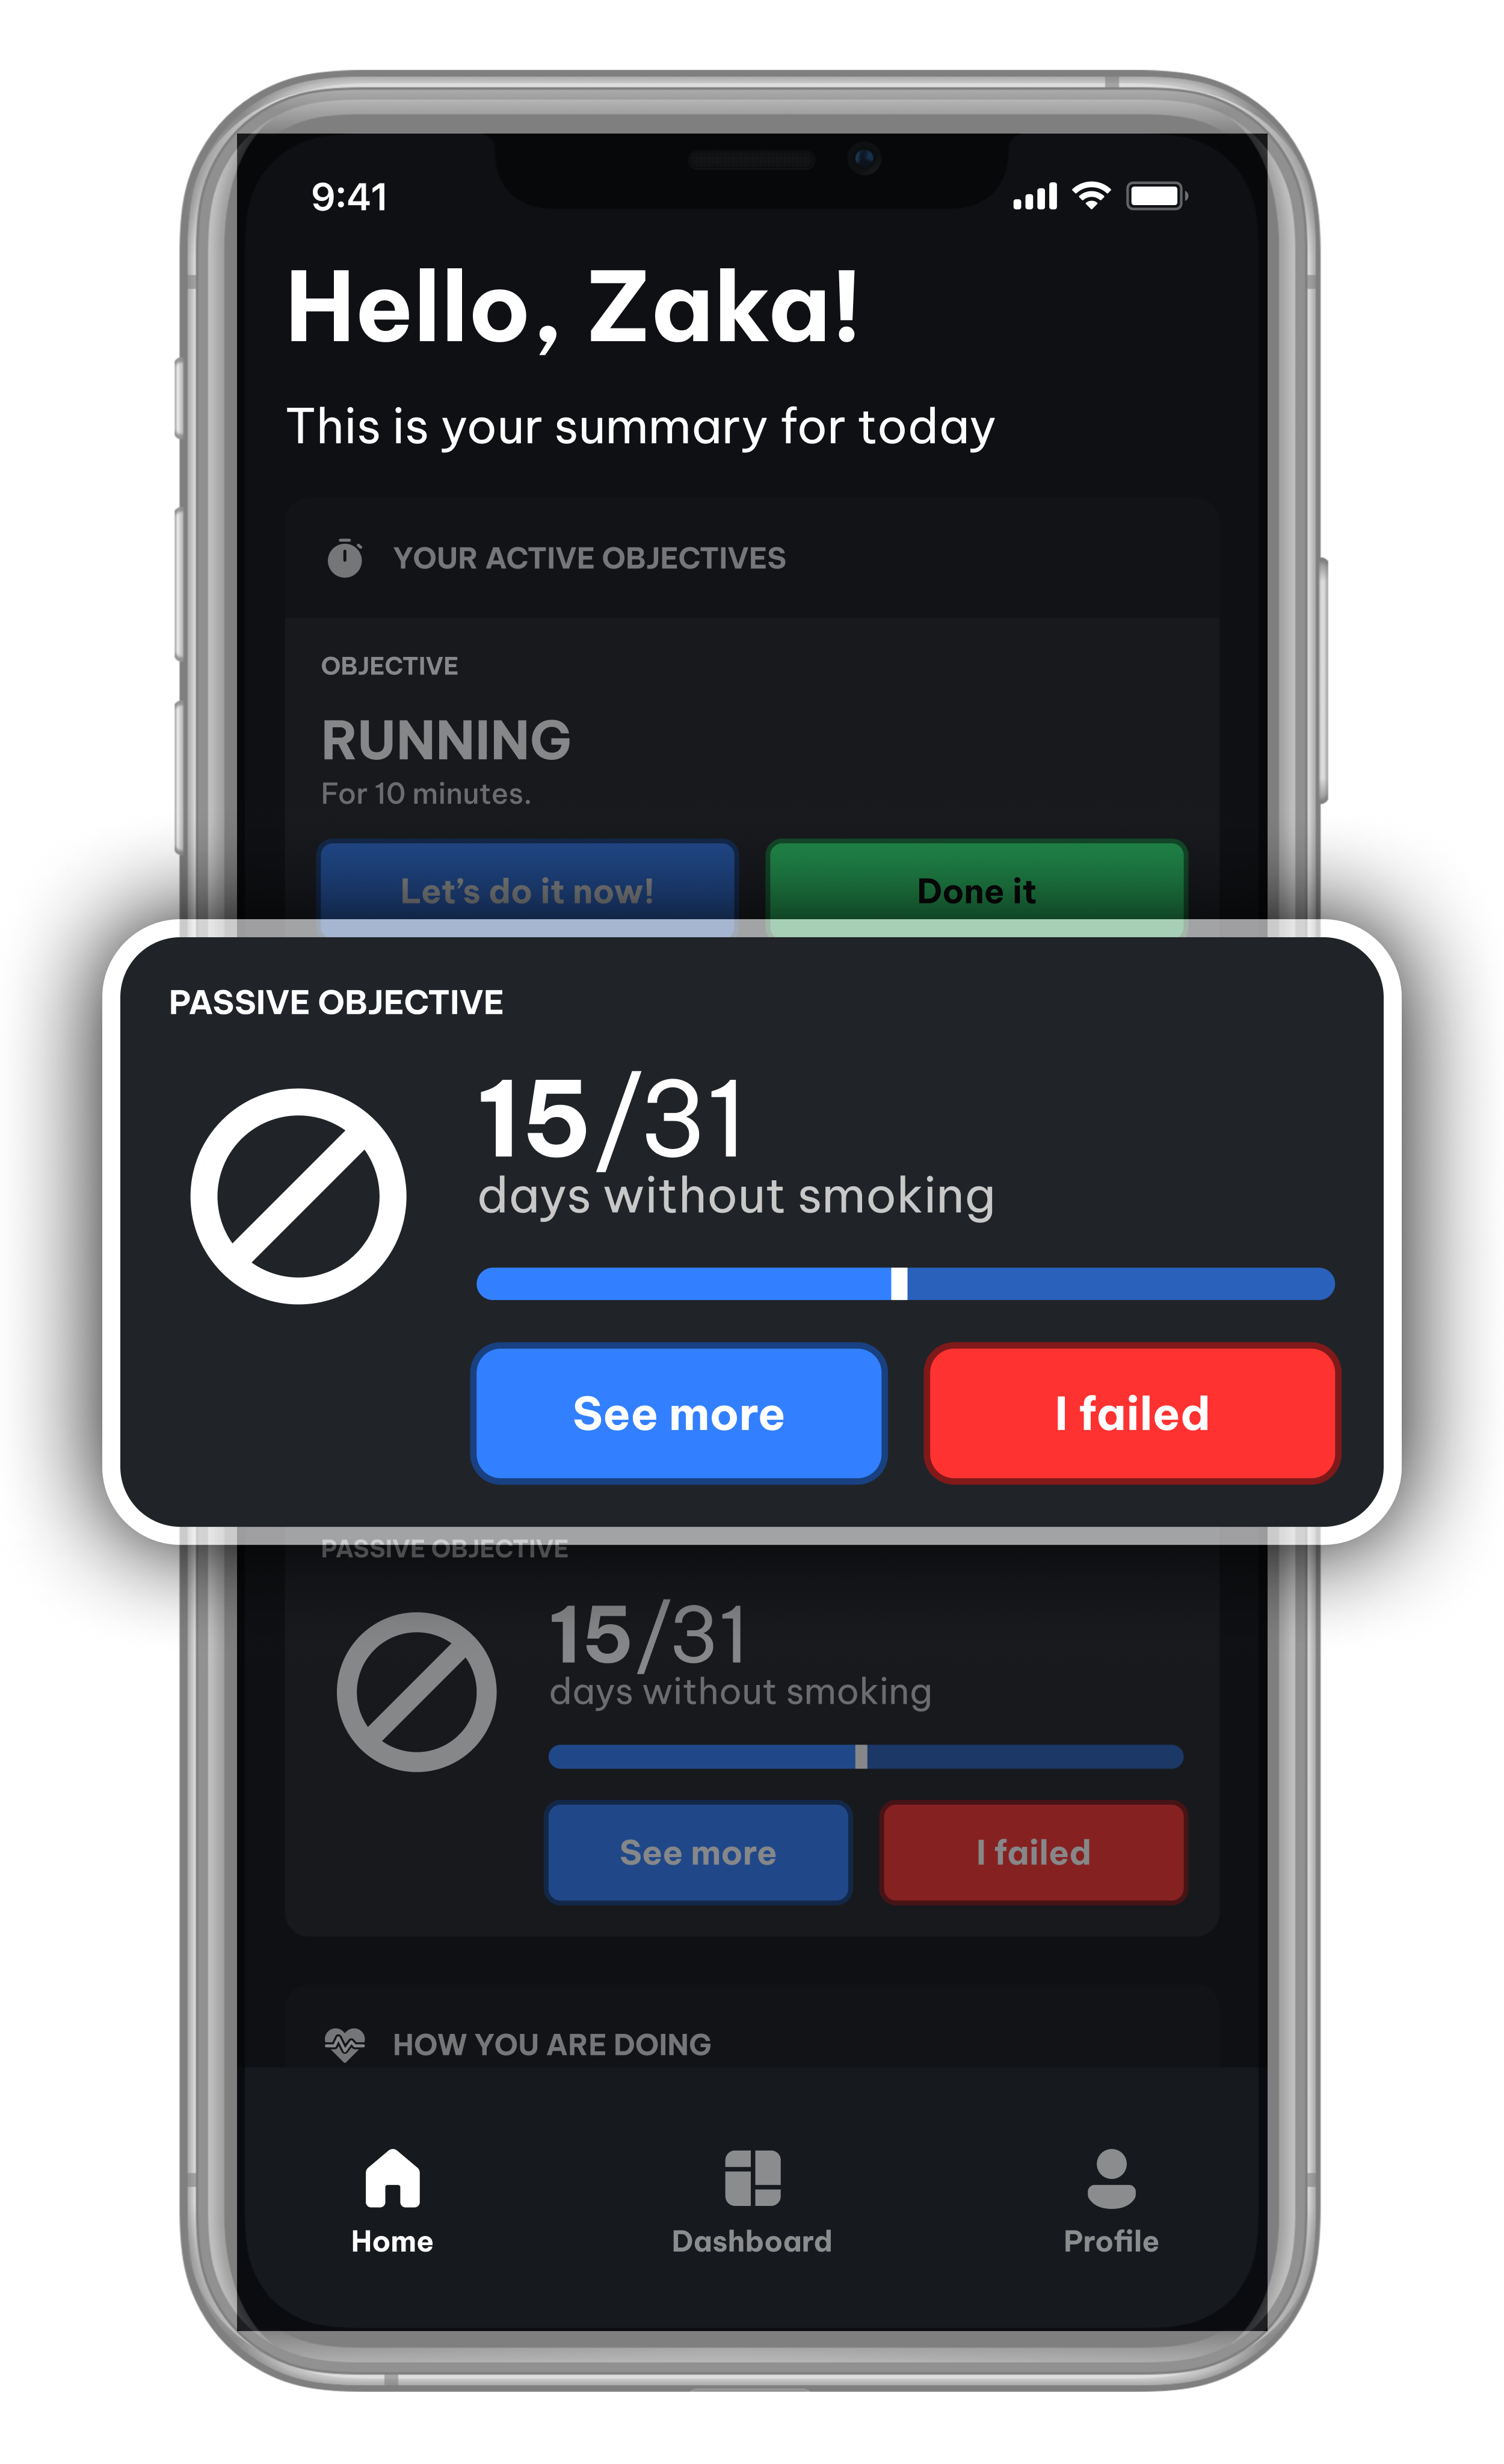 9:41
Hello, Zaka!
This is your summary for today
YOUR ACTIVE OBJECTIVES
OBJECTIVE
RUNNING
For 10 minutes.
Let’s do it now!
Done it
PASSIVE OBJECTIVE
15/31
days without smoking
See more
I failed
PASSIVE OBJECTIVE
15/31
days without smoking
See more
I failed
HOW YOU ARE DOING
Home
Dashboard
Profile